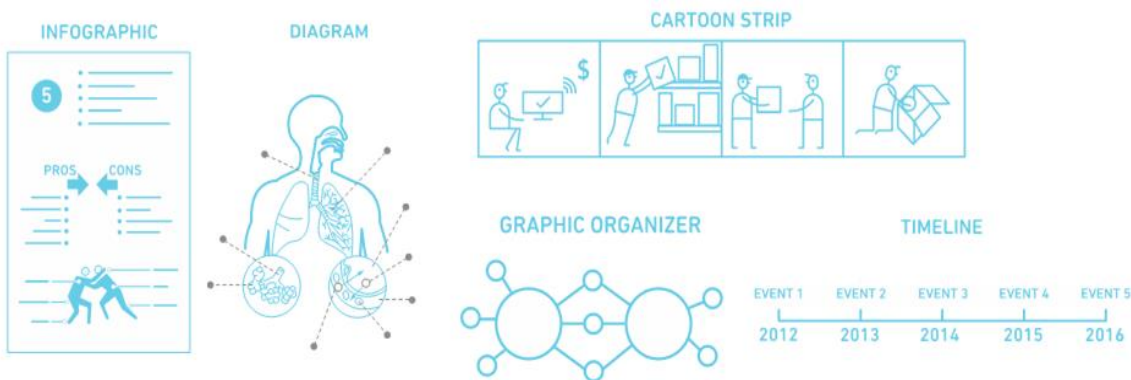 INFOGRAPHIC
5
PROS CONS
DIAGRAM
CARTOON STRIP
$
GRAPHIC ORGANIZER
TIMELINE
EVENT 1 EVENT 2 EVENT 3 EVENT 4 EVENT 5
2012 2013 2014 2015 2016